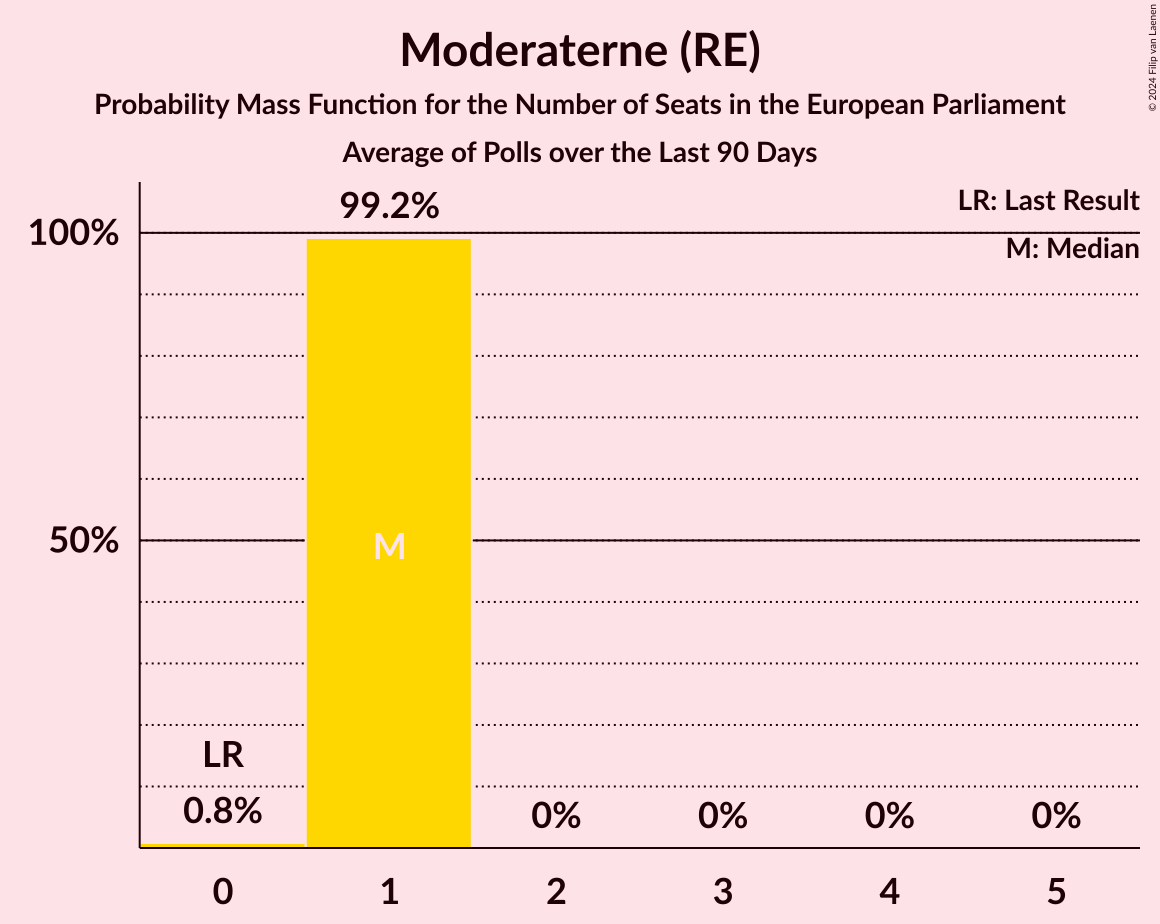 Moderaterne (RE)
Probability Mass Function for the Number of Seats in the European Parliament
Average of Polls over the Last 90 Days
© 2024 Filip van Laenen
LR: Last Result
M: Median
99.2%
100%
50%
M
LR
0.8%
0%
0%
0%
0%
0
1
2
3
4
5